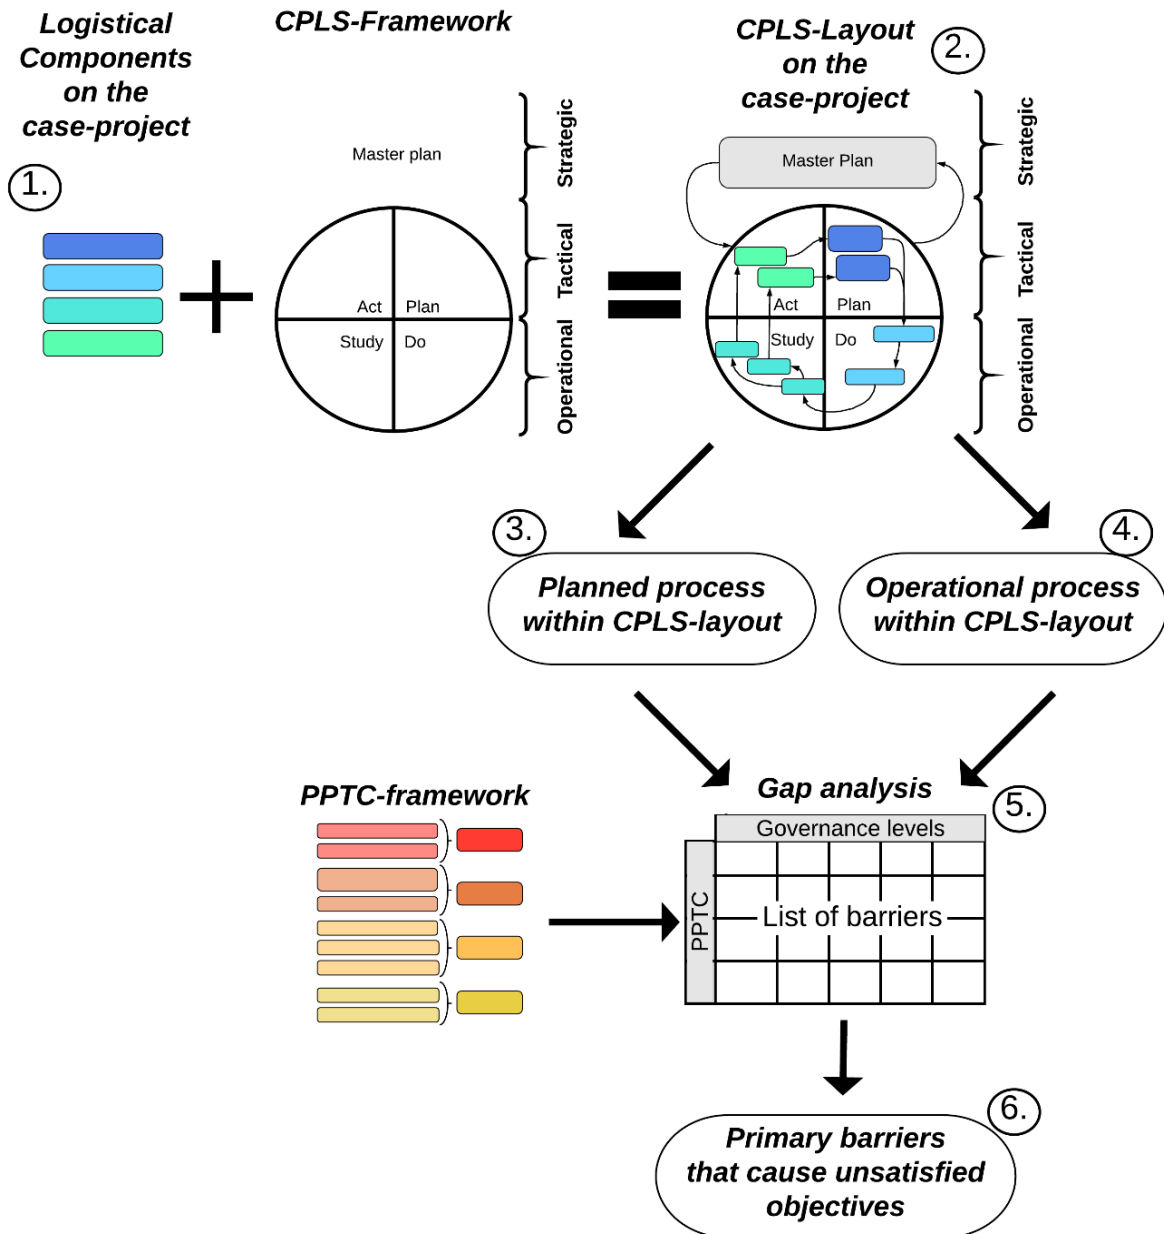 Logistical
Components
on the
case-project
1.
CPLS-Framework
Master plan
Act
Plan
Study
Do
Strategic
Tactical
Operational
CPLS-Layout
on the
case-project
2.
Master Plan
Act
Plan
Study
Do
Strategic
Tactical
Operational
3.
Planned process
within CPLS-layout
4.
Operational process
within CPLS-layout
PPTC-framework
Gap analysis
5.
Governance levels
PPTC
List of barriers
6.
Primary barriers
that cause unsatisfied
objectives